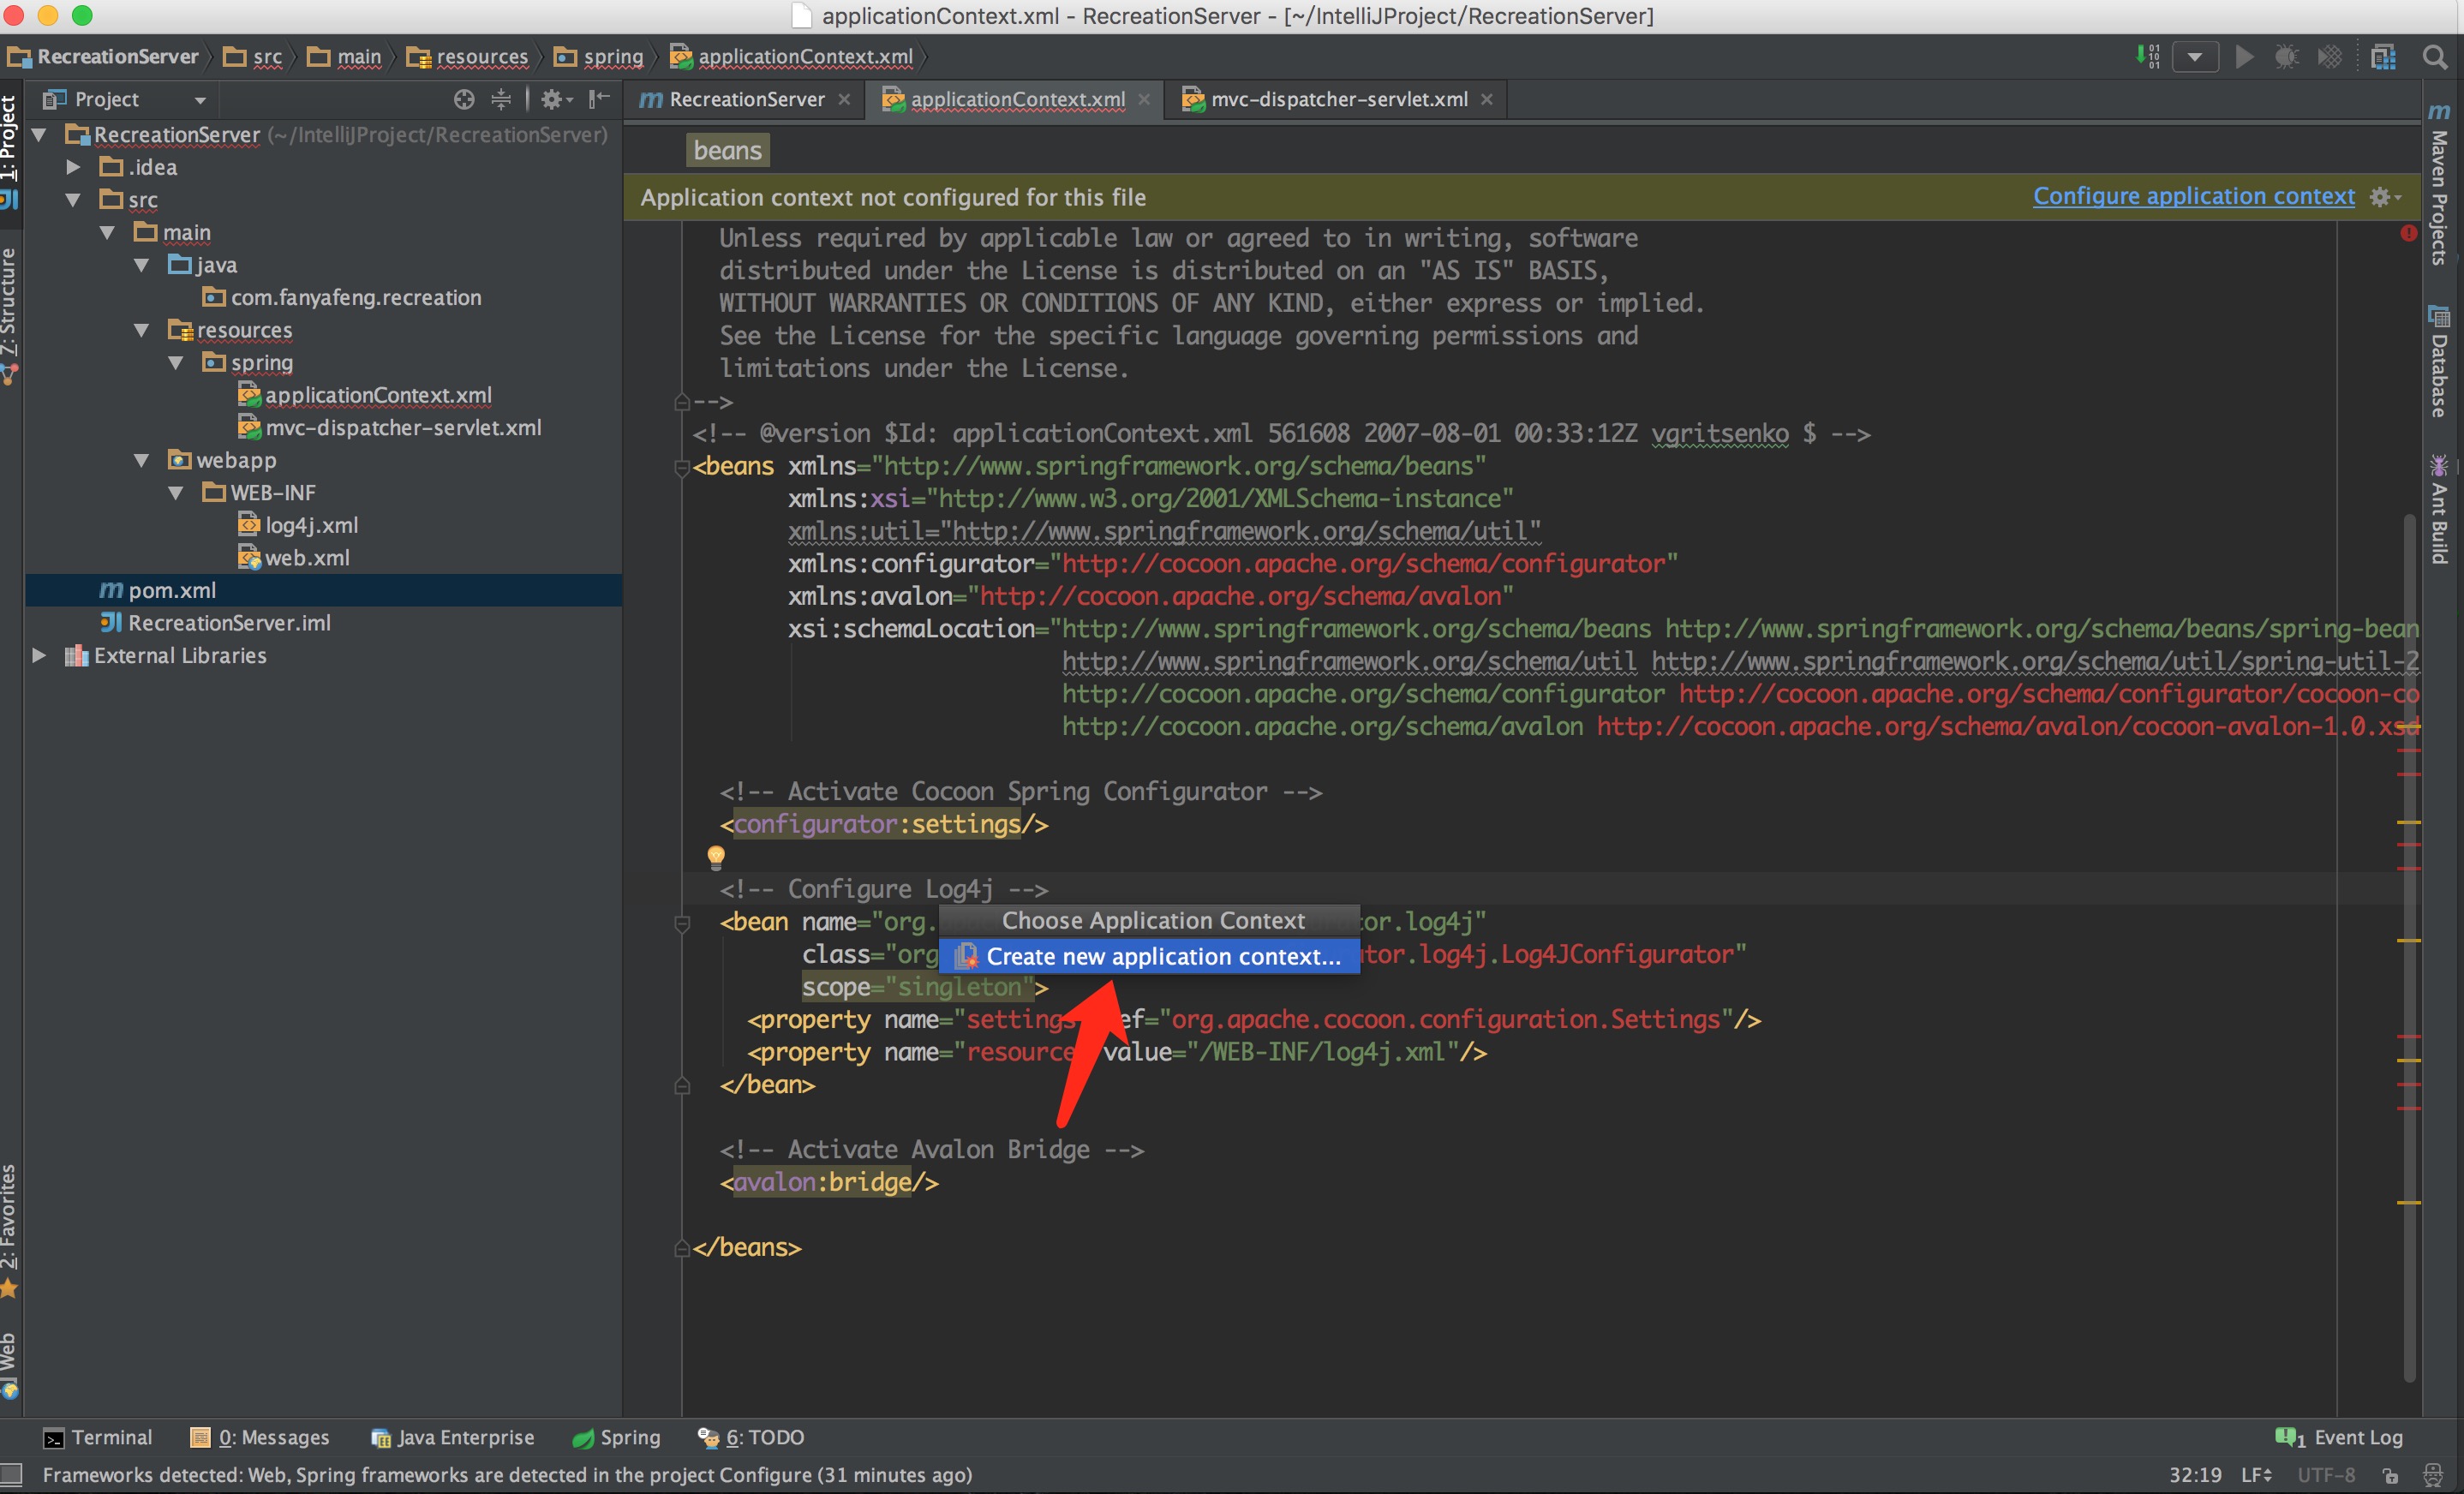 applicationContext.xml - RecreationServer - [~/IntelliJProject/RecreationServer]
RecreationServer src main resources spring applicationContext.xml
Project
RecreationServer × applicationContext.xml × mvc-dispatcher-servlet.xml ×
1: Project
7: Structure
2: Favorites
Web
RecreationServer (~/IntelliJProject/RecreationServer)
.idea
src
main
java
com.fanyafeng.recreation
resources
spring
applicationContext.xml
mvc-dispatcher-servlet.xml
webapp
WEB-INF
log4j.xml
web.xml
pom.xml
RecreationServer.iml
External Libraries
beans
Application context not configured for this file Configure application context
Unless required by applicable law or agreed to in writing, software
distributed under the License is distributed on an "AS IS" BASIS,
WITHOUT WARRANTIES OR CONDITIONS OF ANY KIND, either express or implied.
See the License for the specific language governing permissions and
limitations under the License.
-->
<!-- @version $Id: applicationContext.xml 561608 2007-08-01 00:33:12Z vgritsenko $ -->
<beans xmlns="http://www.springframework.org/schema/beans"
xmlns:xsi="http://www.w3.org/2001/XMLSchema-instance"
xmlns:util="http://www.springframework.org/schema/util"
xmlns:configurator="http://cocoon.apache.org/schema/configurator"
xmlns:avalon="http://cocoon.apache.org/schema/avalon"
xsi:schemaLocation="http://www.springframework.org/schema/beans http://www.springframework.org/schema/beans/spring-bean
http://www.springframework.org/schema/util http://www.springframework.org/schema/util/spring-util-2
http://cocoon.apache.org/schema/configurator http://cocoon.apache.org/schema/configurator/cocoon-co
http://cocoon.apache.org/schema/avalon http://cocoon.apache.org/schema/avalon/cocoon-avalon-1.0.xsd
<!-- Activate Cocoon Spring Configurator -->
<configurator:settings/>
<!-- Configure Log4j -->
<bean name="org. tor.log4j"
Choose Application Context
class="org tor.log4j.Log4JConfigurator"
Create new application context...
scope="singleton">
<property name="settings ef="org.apache.cocoon.configuration.Settings"/>
<property name="resource value="/WEB-INF/log4j.xml"/>
</bean>
<!-- Activate Avalon Bridge -->
<avalon:bridge/>
</beans>
m Maven Projects
Database
Ant Build
Terminal 0: Messages Java Enterprise Spring 6: TODO 1 Event Log
Frameworks detected: Web, Spring frameworks are detected in the project Configure (31 minutes ago) 32:19 LF UTF-8